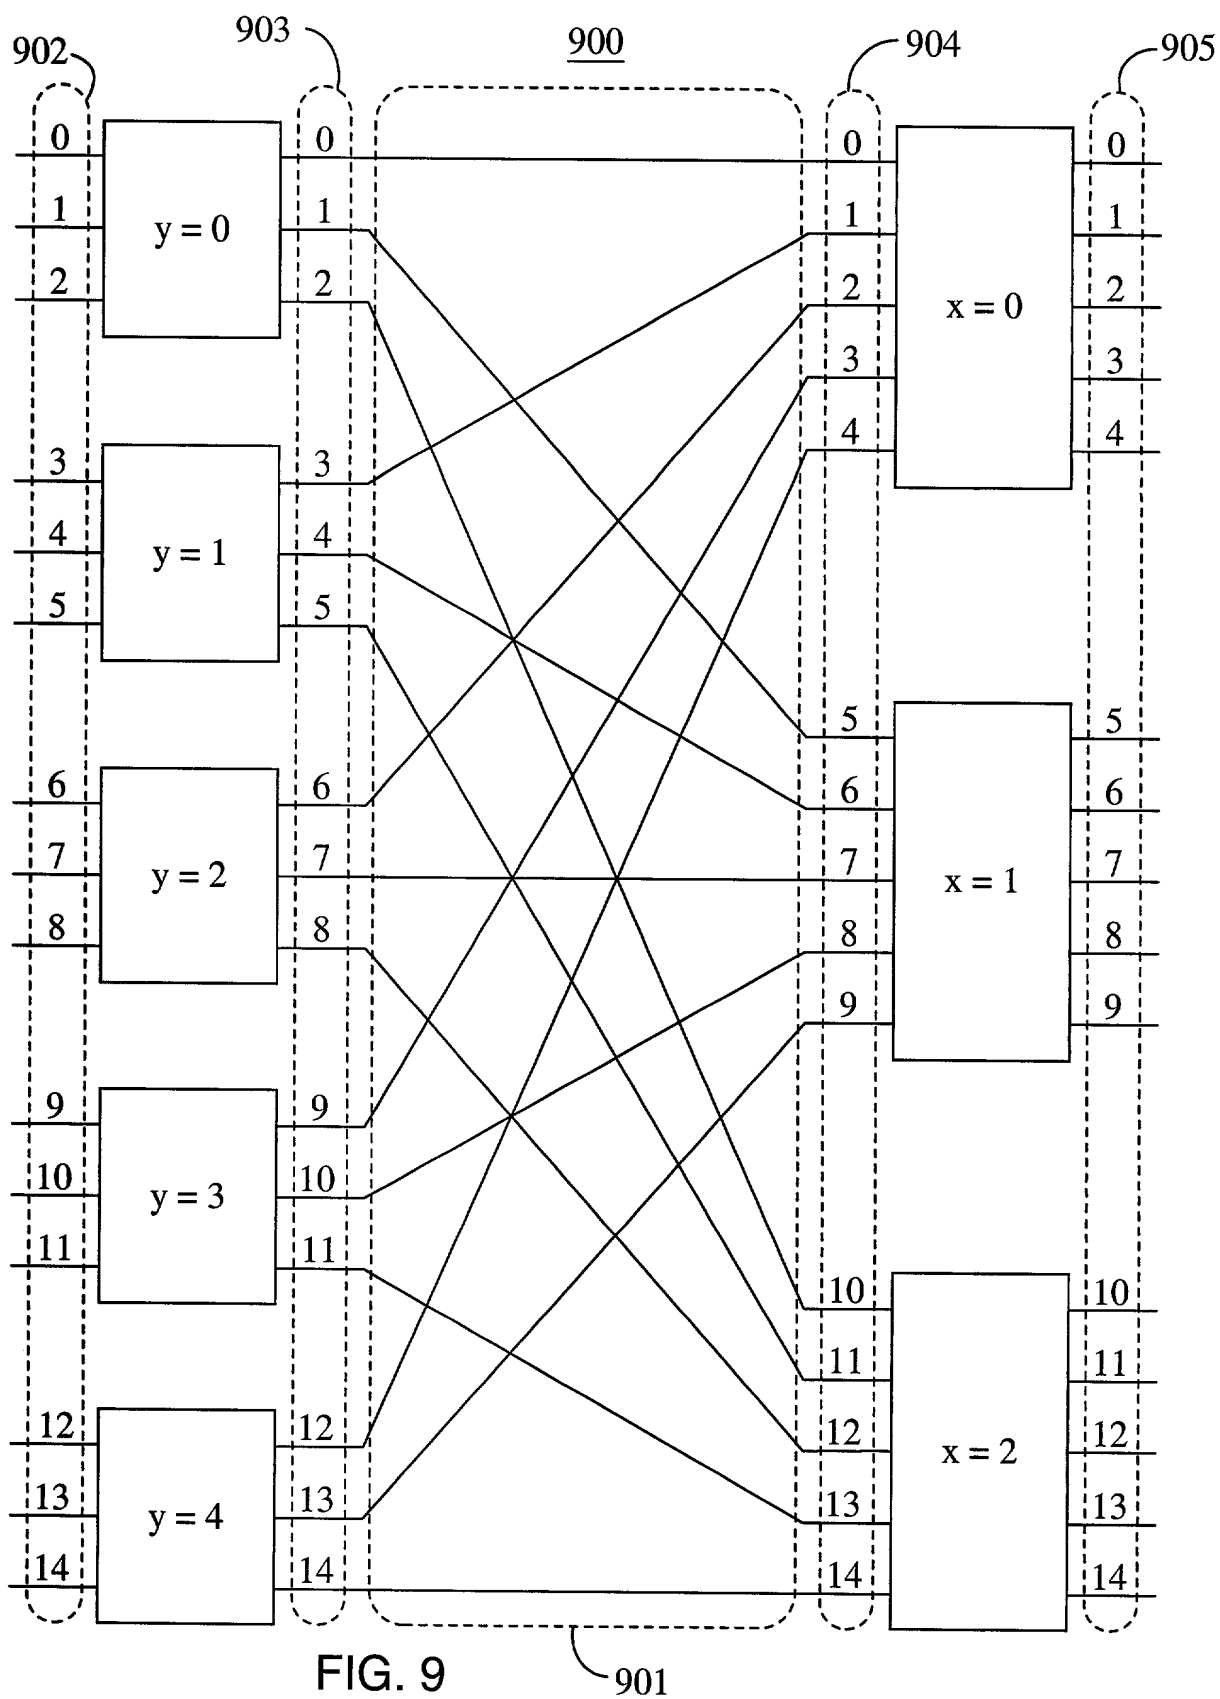 900
902
903
904
905
0 0 0 0
1 1 1 1
y = 0
2 2 2 2
x = 0
3 3
4 4
3 3
4 4
y = 1
5 5
5 5
6 6
6 6
7 7 7 7
y = 2
x = 1
8 8 8 8
9 9
9 9
10 10
y = 3
11 11
10 10
11 11
12 12 12 12
x = 2
13 13 13 13
y = 4
14 14 14 14
FIG. 9
901